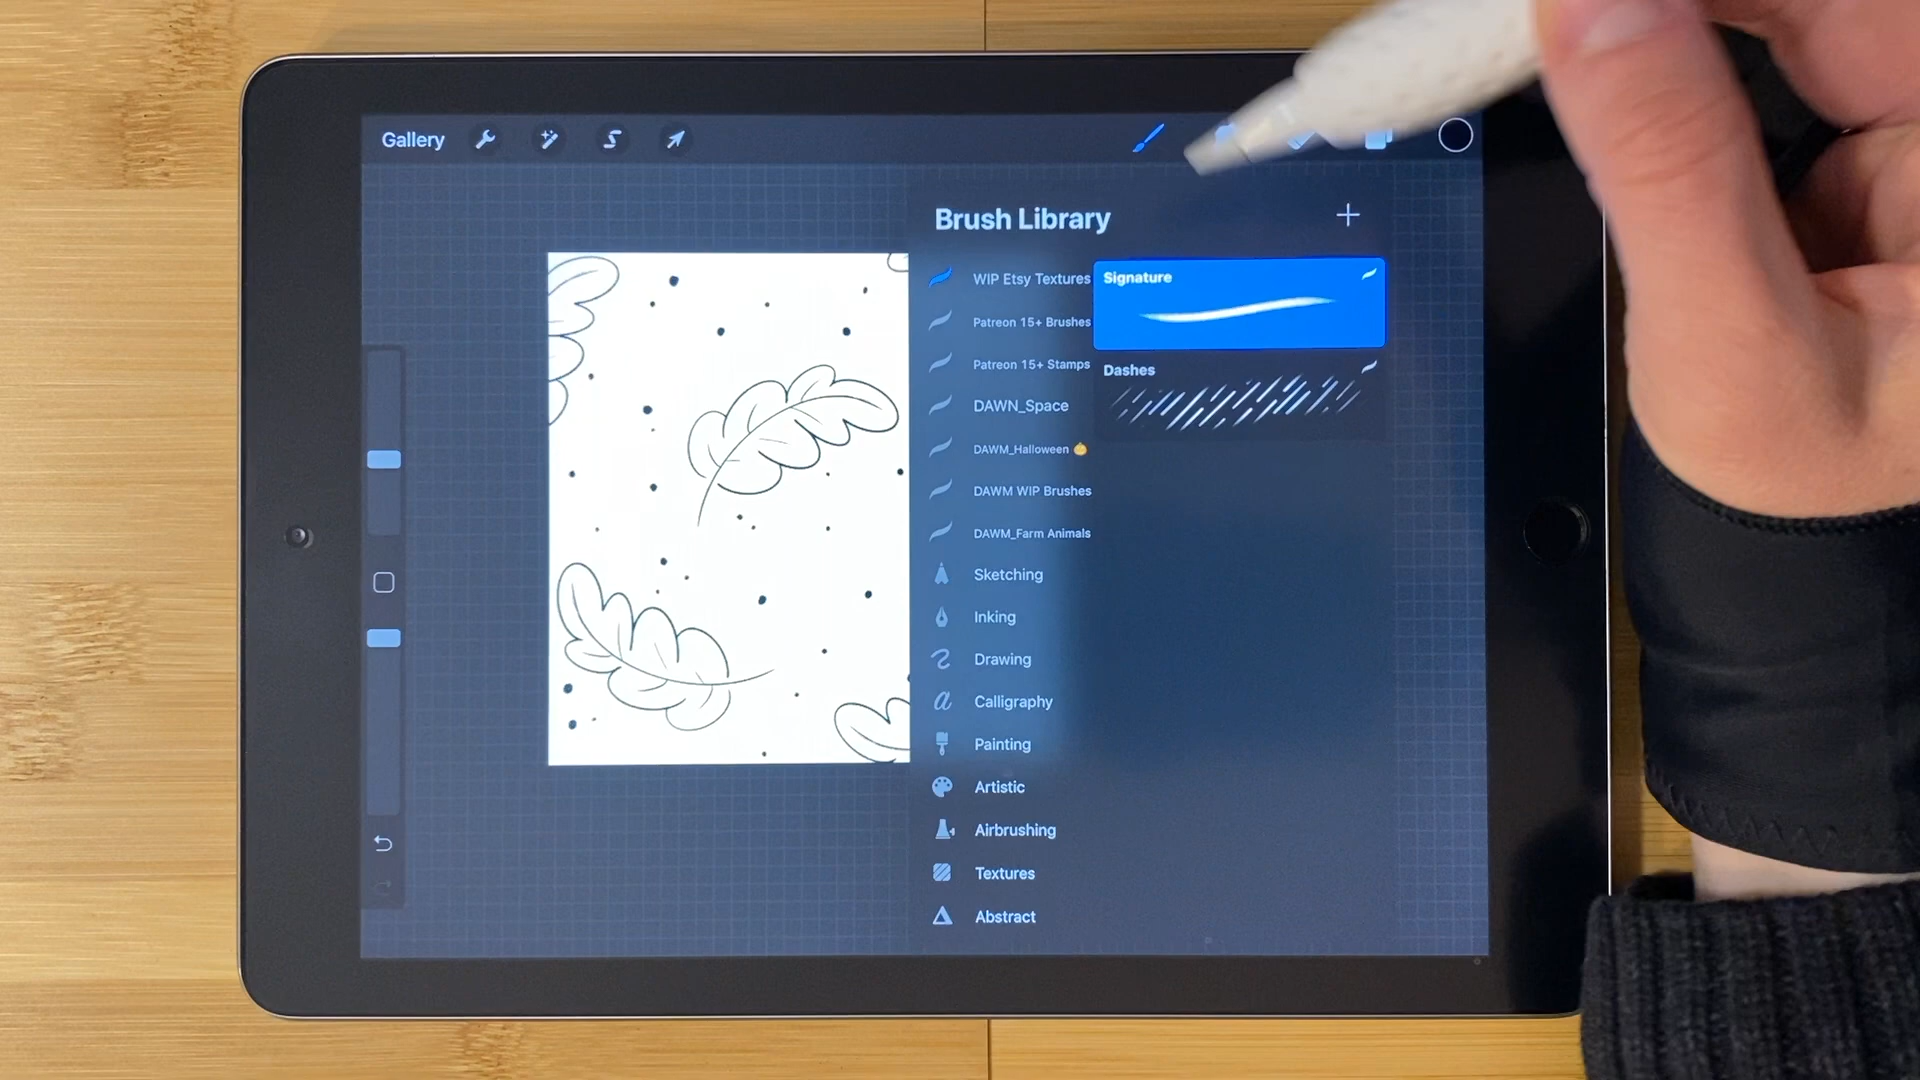 Gallery
Brush Library
WIP Etsy Textures
Patreon 15+ Brushes
Patreon 15+ Stamps
DAWN_Space
DAWM_Halloween 🎃
DAWM WIP Brushes
DAWM_Farm Animals
Sketching
Inking
Drawing
Calligraphy
Painting
Artistic
Airbrushing
Textures
Abstract
Signature
Dashes